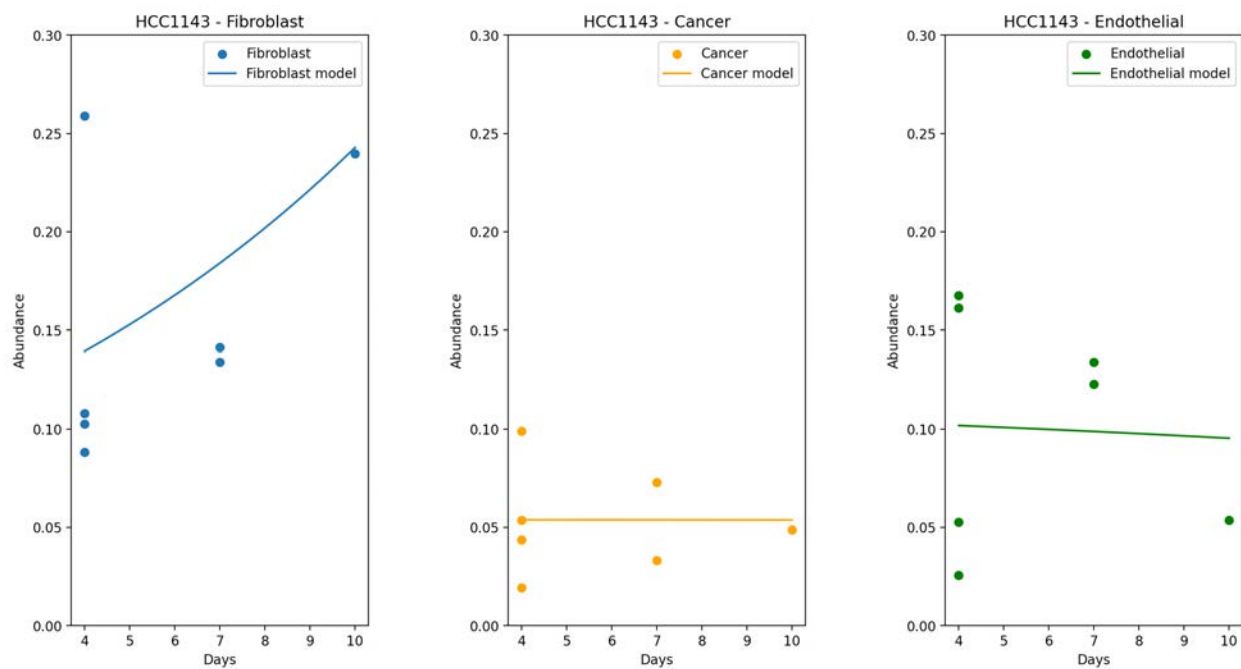 HCC1143 - Fibroblast
Fibroblast
Fibroblast model
Abundance
0.30
0.25
0.20
0.15
0.10
0.05
0.00
4 5 6 7 8 9 10
Days
HCC1143 - Cancer
Cancer
Cancer model
Abundance
0.30
0.25
0.20
0.15
0.10
0.05
0.00
4 5 6 7 8 9 10
Days
HCC1143 - Endothelial
Endothelial
Endothelial model
Abundance
0.30
0.25
0.20
0.15
0.10
0.05
0.00
4 5 6 7 8 9 10
Days